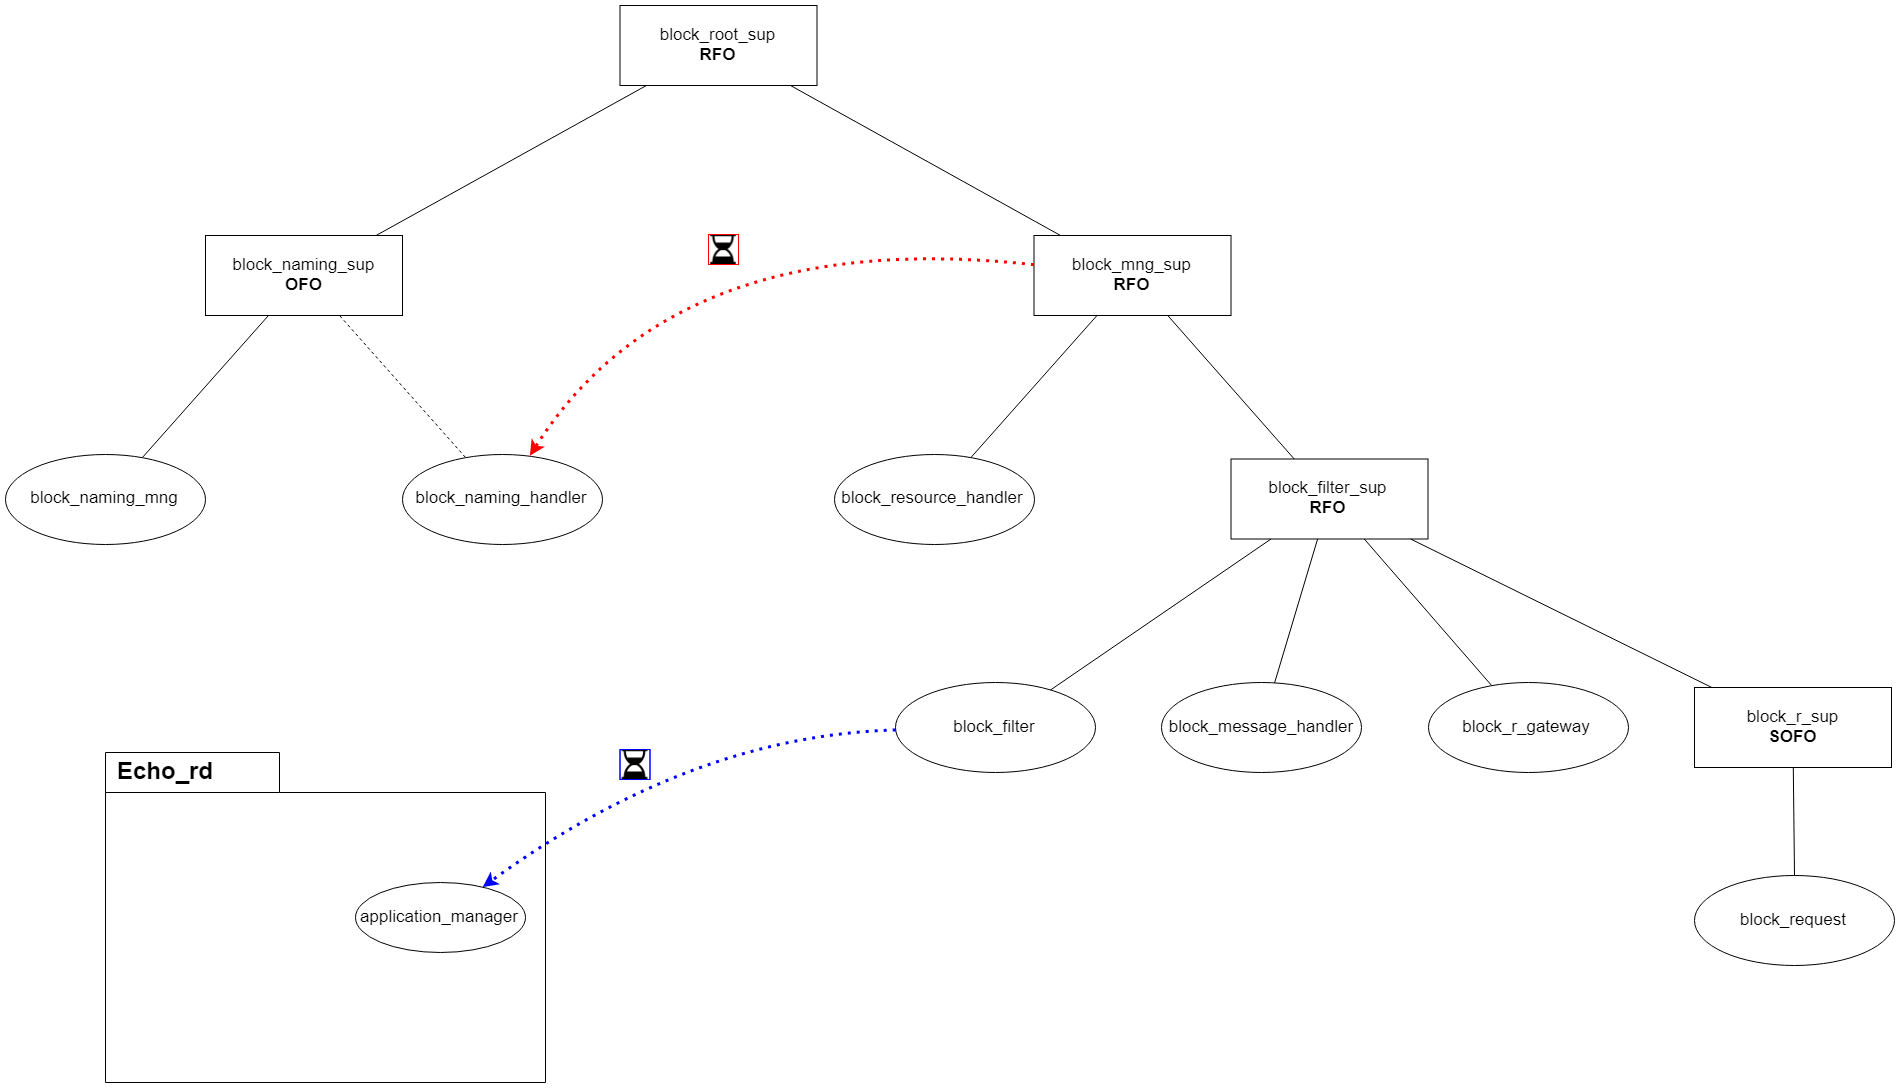 block_root_sup
RFO
block_naming_sup
OFO
block_mng_sup
RFO
block_naming_mng
block_naming_handler
block_resource_handler
block_filter_sup
RFO
block_filter
block_message_handler
block_r_gateway
block_r_sup
SOFO
Echo_rd
application_manager
block_request